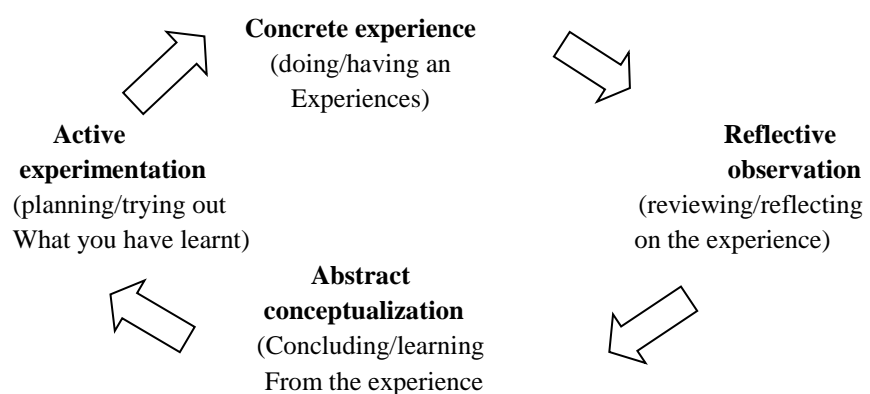 Concrete experience
(doing/having an
Experiences)
Active
experimentation
(planning/trying out
What you have learnt)
Reflective
observation
(reviewing/reflecting
on the experience)
Abstract
conceptualization
(Concluding/learning
From the experience